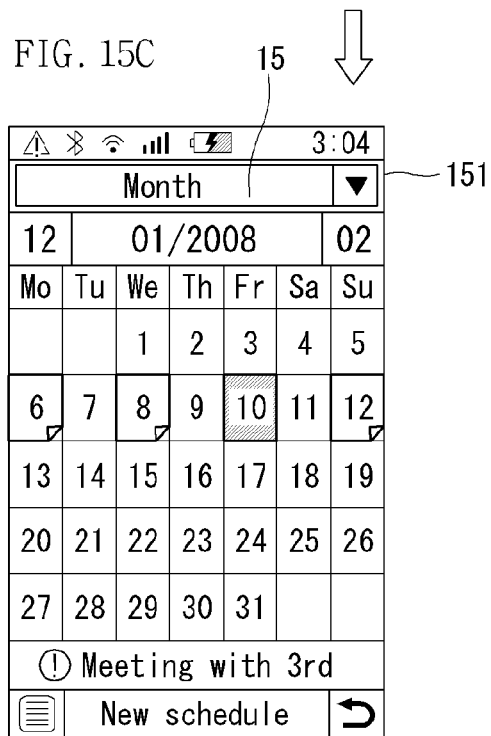 FIG. 15C
15
3:04
Month
151
12 01/2008 02
Mo Tu We Th Fr Sa Su
1 2 3 4 5
6 7 8 9 10 11 12
13 14 15 16 17 18 19
20 21 22 23 24 25 26
27 28 29 30 31
Meeting with 3rd
New schedule